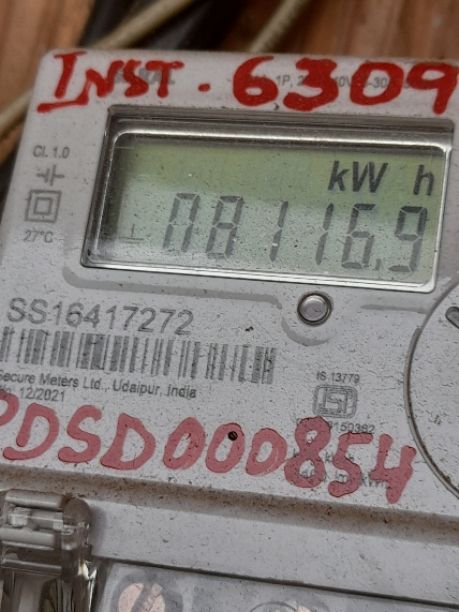 INST. 6309
Cl. 1.0
kW h
08116.9
27°C
SS16417272
Secure Meters Ltd., Udaipur, India
12/2021
IS 13779
PDSD000854